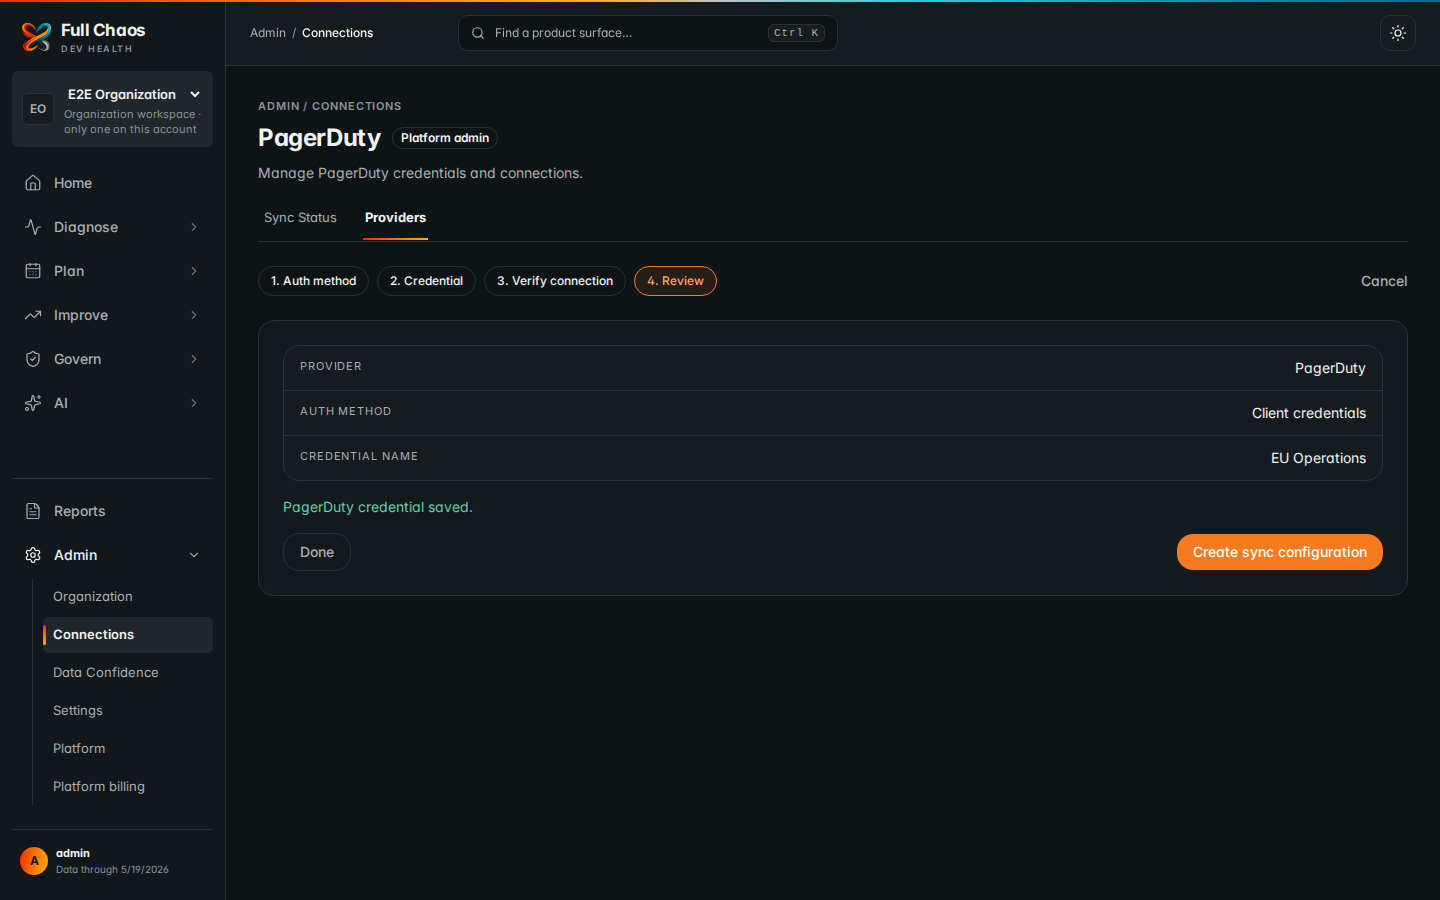 Full Chaos
DEV HEALTH
EO
E2E Organization
Organization workspace ·
only one on this account
Home
Diagnose
Plan
Improve
Govern
AI
Reports
Admin
Organization
Connections
Data Confidence
Settings
Platform
Platform billing
A
admin
Data through 5/19/2026
Admin / Connections
Find a product surface...
Ctrl K
ADMIN / CONNECTIONS
PagerDuty
Platform admin
Manage PagerDuty credentials and connections.
Sync Status
Providers
1. Auth method
2. Credential
3. Verify connection
4. Review
Cancel
PROVIDER
PagerDuty
AUTH METHOD
Client credentials
CREDENTIAL NAME
EU Operations
PagerDuty credential saved.
Done
Create sync configuration